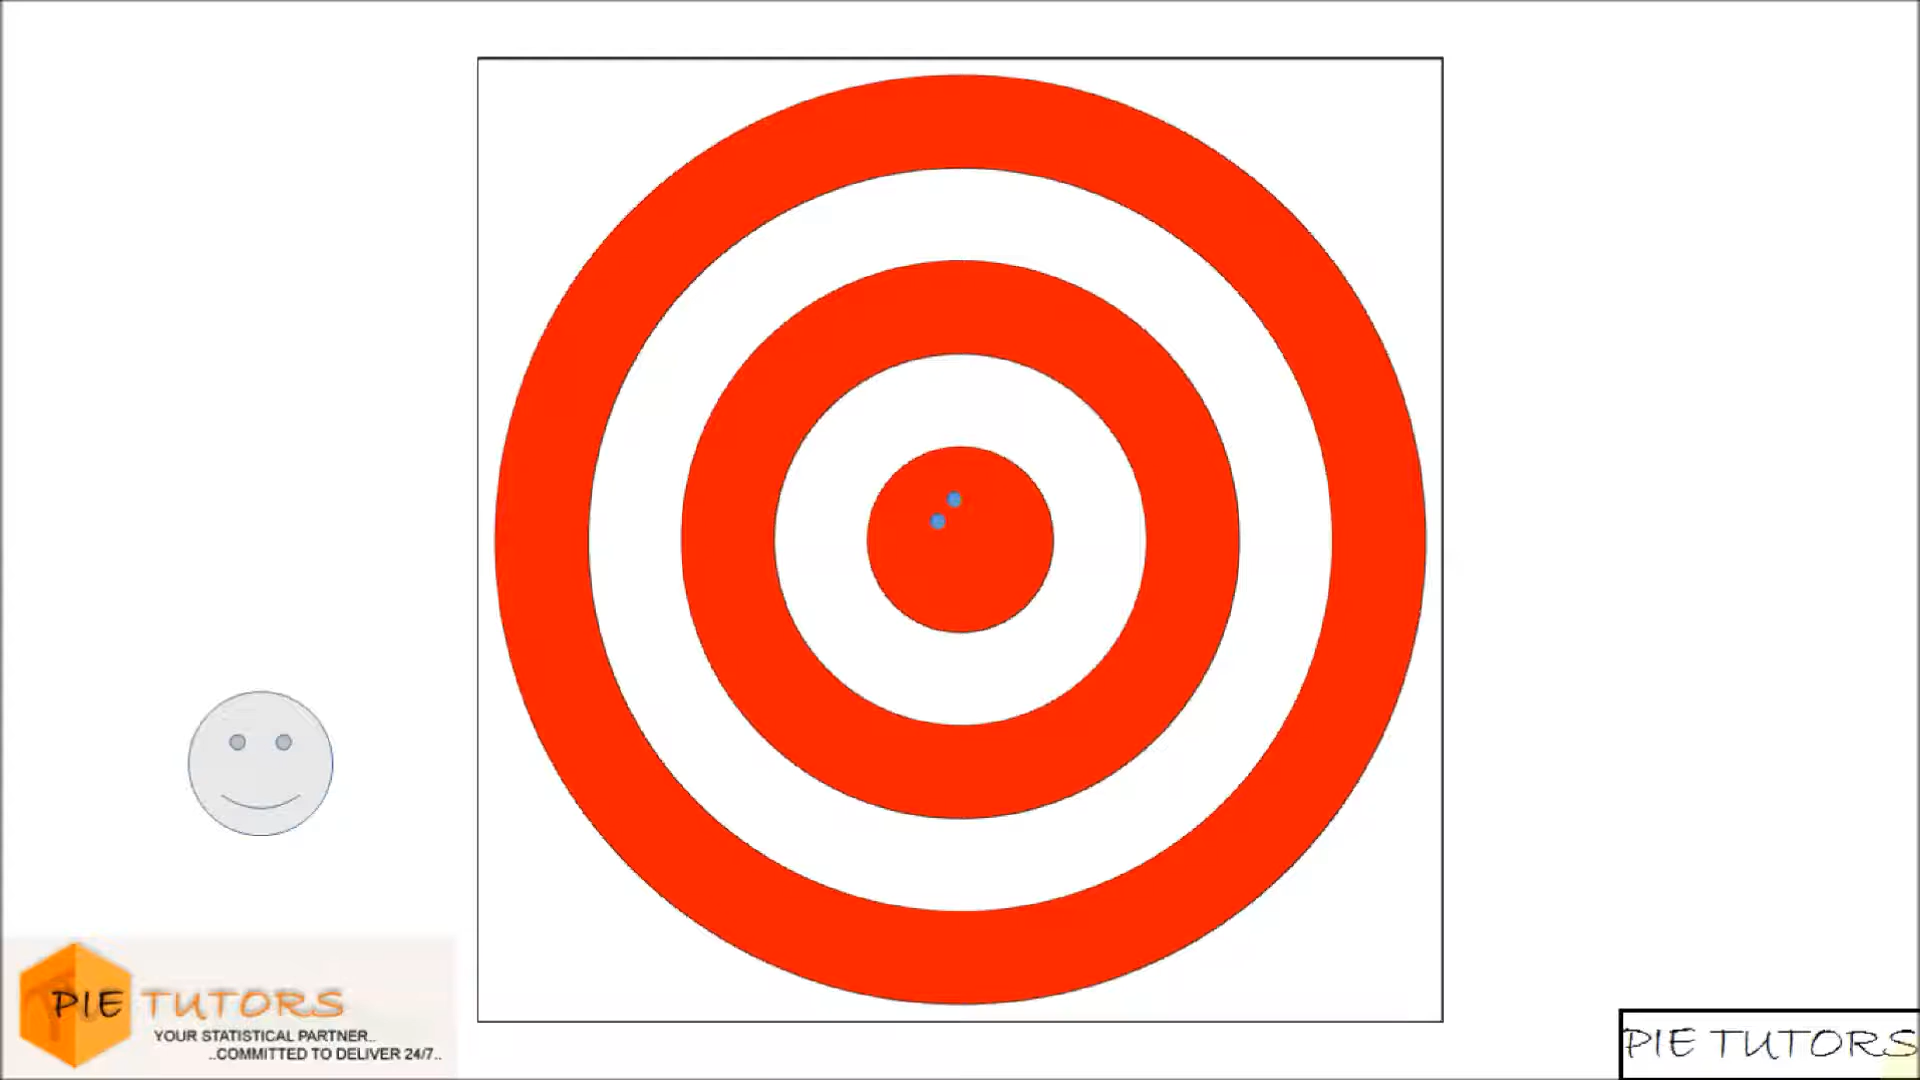 PIE TUTORS
YOUR STATISTICAL PARTNER..
..COMMITTED TO DELIVER 24/7..
PIE TUTORS